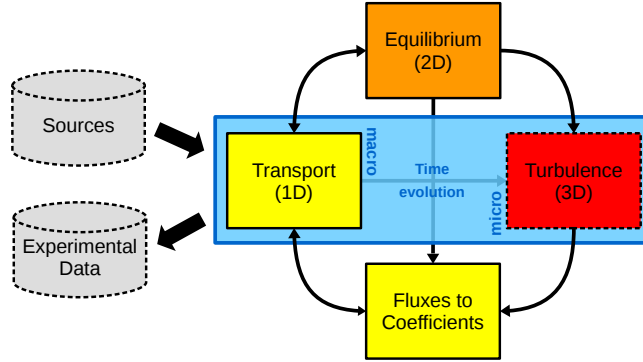 Equilibrium
(2D)
Sources
Transport
(1D)
macro
Time
evolution
micro
Turbulence
(3D)
Experimental
Data
Fluxes to
Coefficients